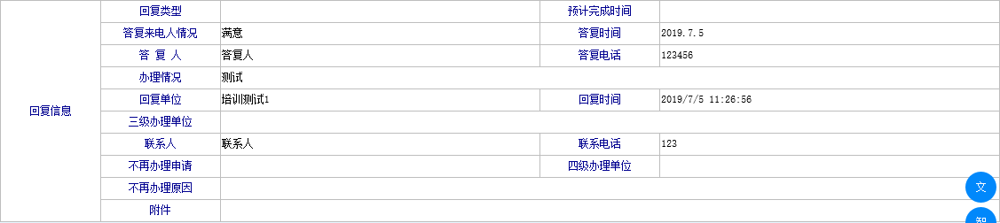 回复类型 预计完成时间
答复来电人情况 满意 答复时间 2019.7.5
答 复 人 答复人 答复电话 123456
办理情况 测试
回复单位 培训测试1 回复时间 2019/7/5 11:26:56
回复信息
三级办理单位
联系人 联系人 联系电话 123
不再办理申请 四级办理单位
文
不再办理原因
附件